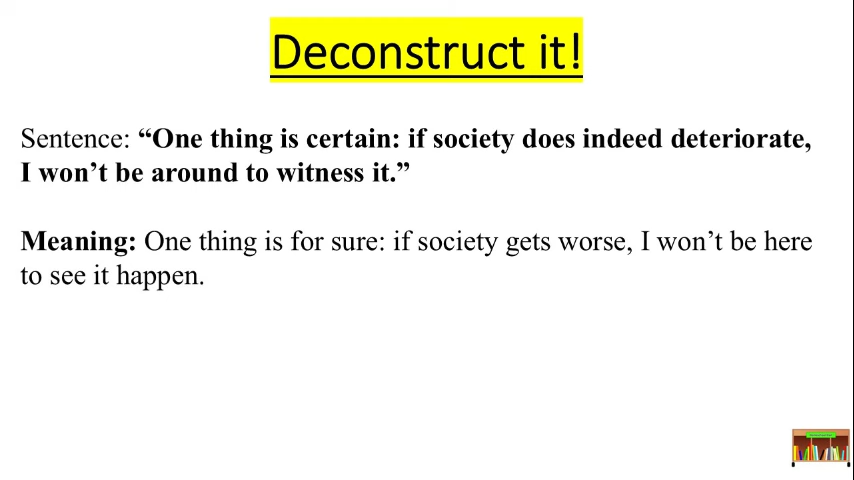 Deconstruct it!
Sentence: “One thing is certain: if society does indeed deteriorate,
I won’t be around to witness it.”
Meaning: One thing is for sure: if society gets worse, I won’t be here
to see it happen.